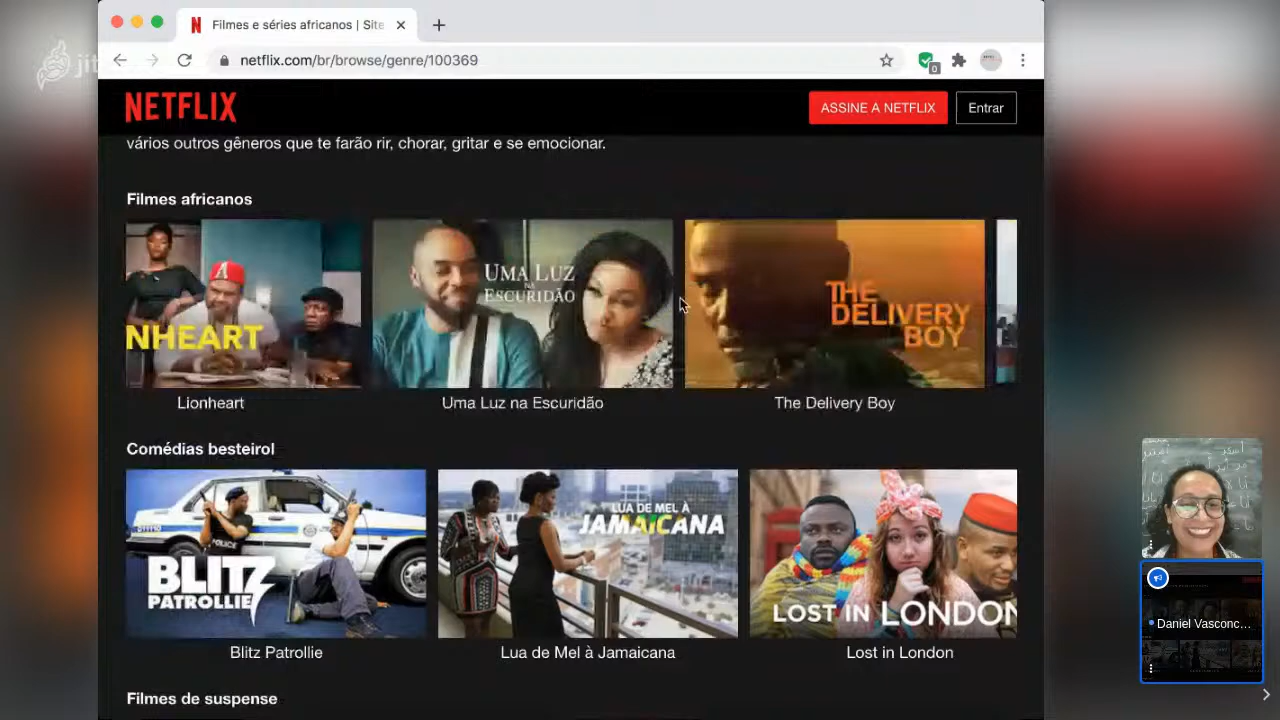 Filmes e séries africanos | Site
netflix.com/br/browse/genre/100369
jit
NETFLIX
ASSINE A NETFLIX
Entrar
vários outros gêneros que te farão rir, chorar, gritar e se emocionar.
Filmes africanos
NHEART
UMA LUZ
NA
ESCURIDÃO
THE
DELIVERY
BOY
Lionheart
Uma Luz na Escuridão
The Delivery Boy
Comédias besteirol
POLICE
BLITZ
PATROLLIE
LUA DE MEL À
JAMAICANA
LOST IN LONDON
Blitz Patrollie
Lua de Mel à Jamaicana
Lost in London
Filmes de suspense
Daniel Vasconc...